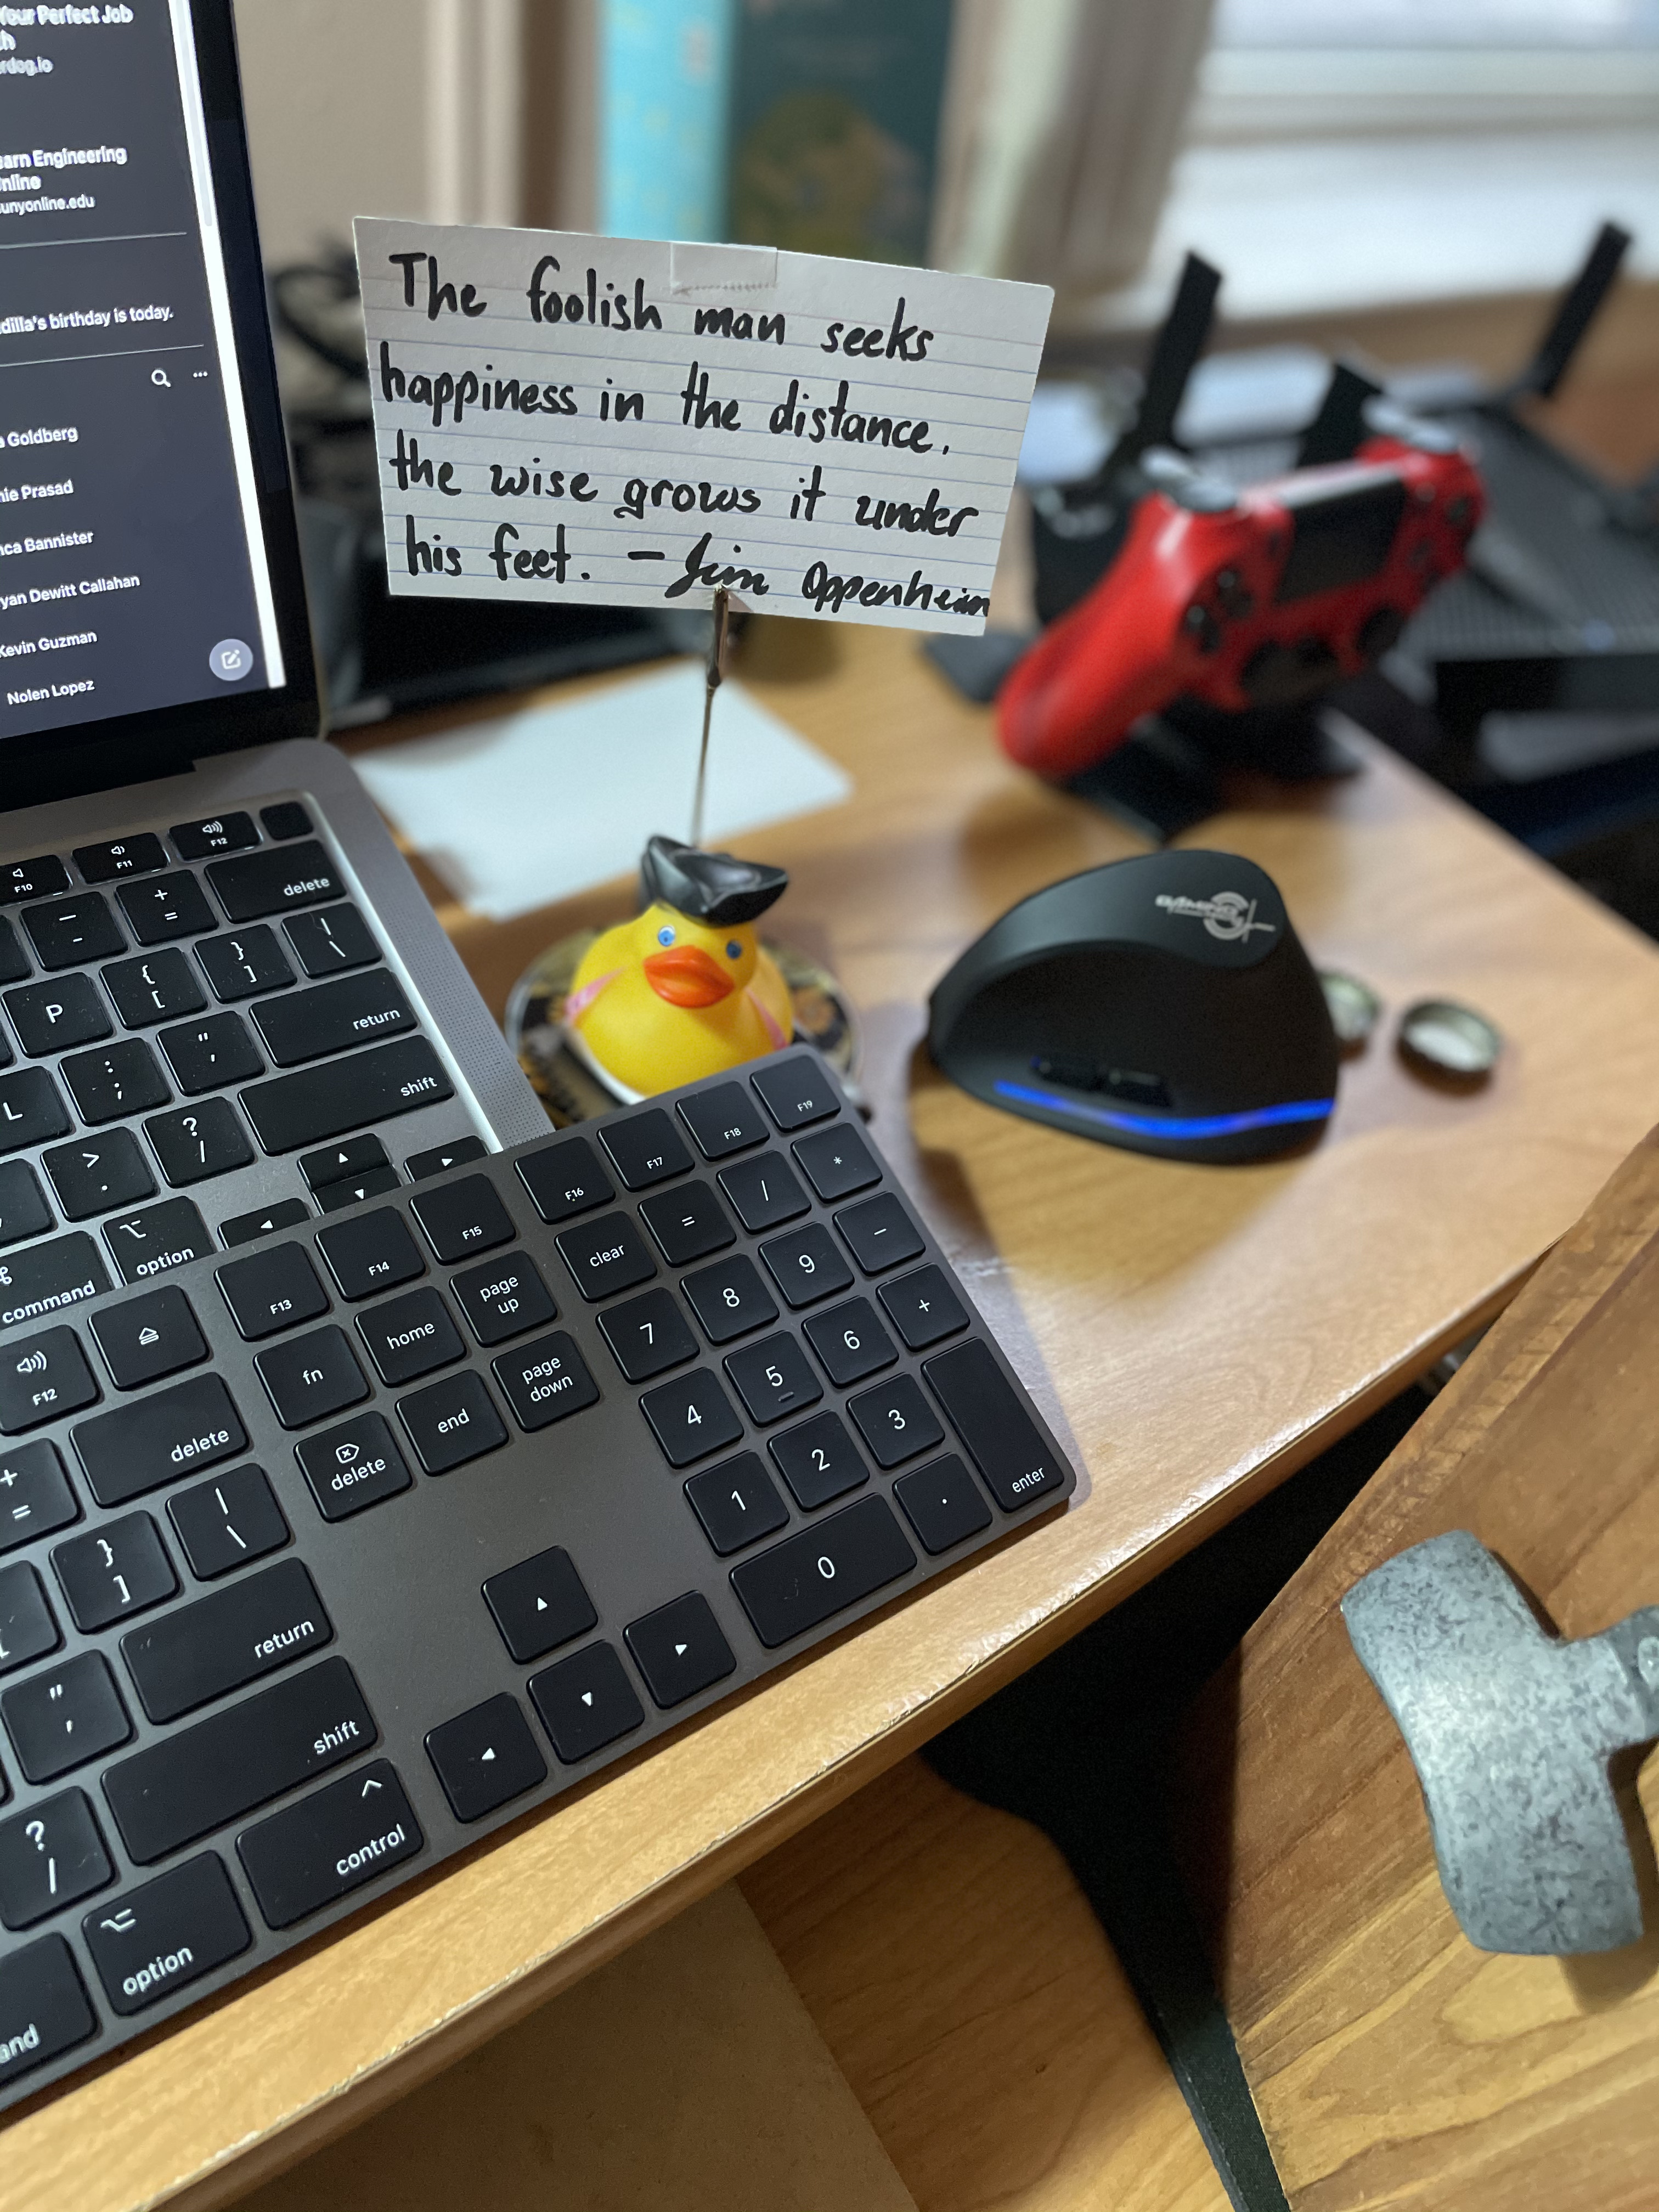 Your Perfect Job
rdog.io
earn Engineering
nline
unyonline.edu
dilla's birthday is today.
Goldberg
nie Prasad
nca Bannister
yan Dewitt Callahan
Kevin Guzman
Nolen Lopez
The foolish man seeks
happiness in the distance.
the wise grows it under
his feet. - Jim Oppenheim
F10 F11 F12
— - + = delete
P { [ } ] | \
L : ; " , return
> . ? / shift
option
command
F13 F14 F15 F16 F17 F18 F19
F12
fn home page up clear = / *
delete delete end page down 7 8 9 -
+ = 4 5 6 +
} ] | \ 1 2 3 enter
" ' return 0 .
? / shift
option control
and